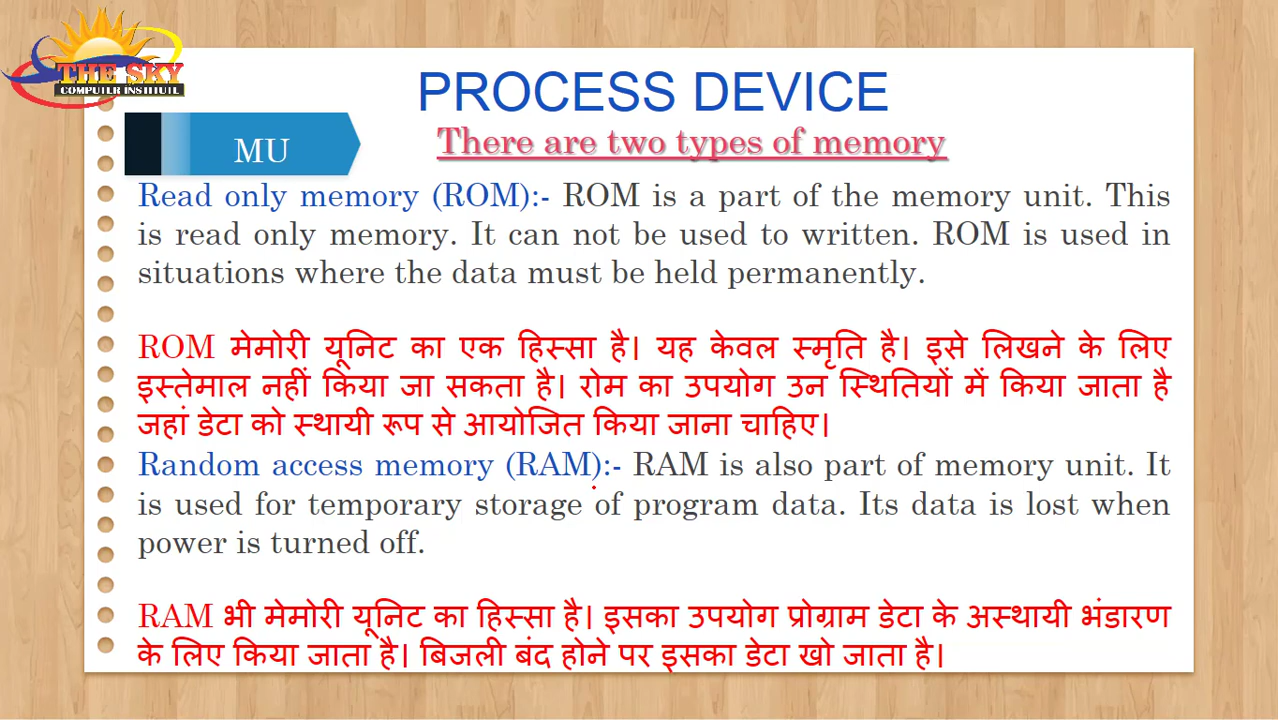 THE SKY
COMPUTER INSTITUTE
PROCESS DEVICE
MU
There are two types of memory
Read only memory (ROM):- ROM is a part of the memory unit. This
is read only memory. It can not be used to written. ROM is used in
situations where the data must be held permanently.
ROM मेमोरी यूनिट का एक हिस्सा है। यह केवल स्मृति है। इसे लिखने के लिए
इस्तेमाल नहीं किया जा सकता है। रोम का उपयोग उन स्थितियों में किया जाता है
जहां डेटा को स्थायी रूप से आयोजित किया जाना चाहिए।
Random access memory (RAM):- RAM is also part of memory unit. It
is used for temporary storage of program data. Its data is lost when
power is turned off.
RAM भी मेमोरी यूनिट का हिस्सा है। इसका उपयोग प्रोग्राम डेटा के अस्थायी भंडारण
के लिए किया जाता है। बिजली बंद होने पर इसका डेटा खो जाता है।